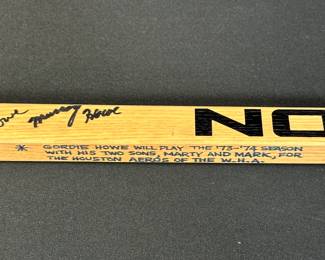 Murray Howe
NO
* GORDIE HOWE WILL PLAY THE '73-'74 SEASON
WITH HIS TWO SONS, MARTY AND MARK, FOR
THE HOUSTON AEROS OF THE W.H.A.